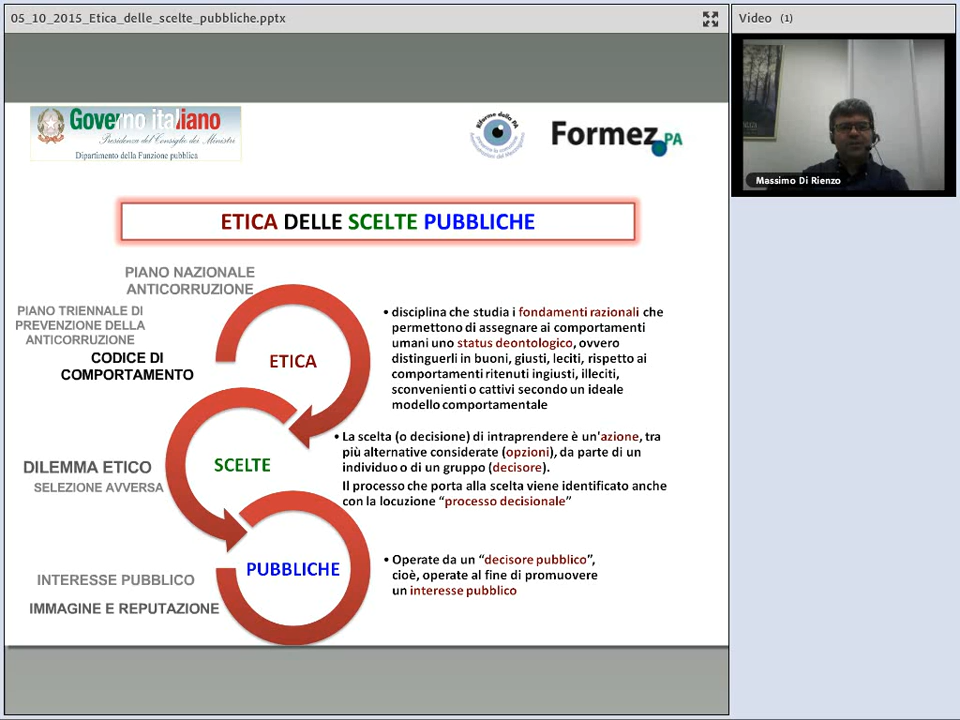 05_10_2015_Etica_delle_scelte_pubbliche.pptx
Video (1)
Massimo Di Rienzo
Governo italiano
Presidenza del Consiglio dei Ministri
Dipartimento della Funzione pubblica
Formez PA
ETICA DELLE SCELTE PUBBLICHE
PIANO NAZIONALE
ANTICORRUZIONE
PIANO TRIENNALE DI
PREVENZIONE DELLA
ANTICORRUZIONE
CODICE DI
COMPORTAMENTO
ETICA
• disciplina che studia i fondamenti razionali che
permettono di assegnare ai comportamenti
umani uno status deontologico, ovvero
distinguerli in buoni, giusti, leciti, rispetto ai
comportamenti ritenuti ingiusti, illeciti,
sconvenienti o cattivi secondo un ideale
modello comportamentale
DILEMMA ETICO
SELEZIONE AVVERSA
SCELTE
• La scelta (o decisione) di intraprendere è un'azione, tra
più alternative considerate (opzioni), da parte di un
individuo o di un gruppo (decisore).
Il processo che porta alla scelta viene identificato anche
con la locuzione “processo decisionale”
INTERESSE PUBBLICO
IMMAGINE E REPUTAZIONE
PUBBLICHE
• Operate da un “decisore pubblico”,
cioè, operate al fine di promuovere
un interesse pubblico